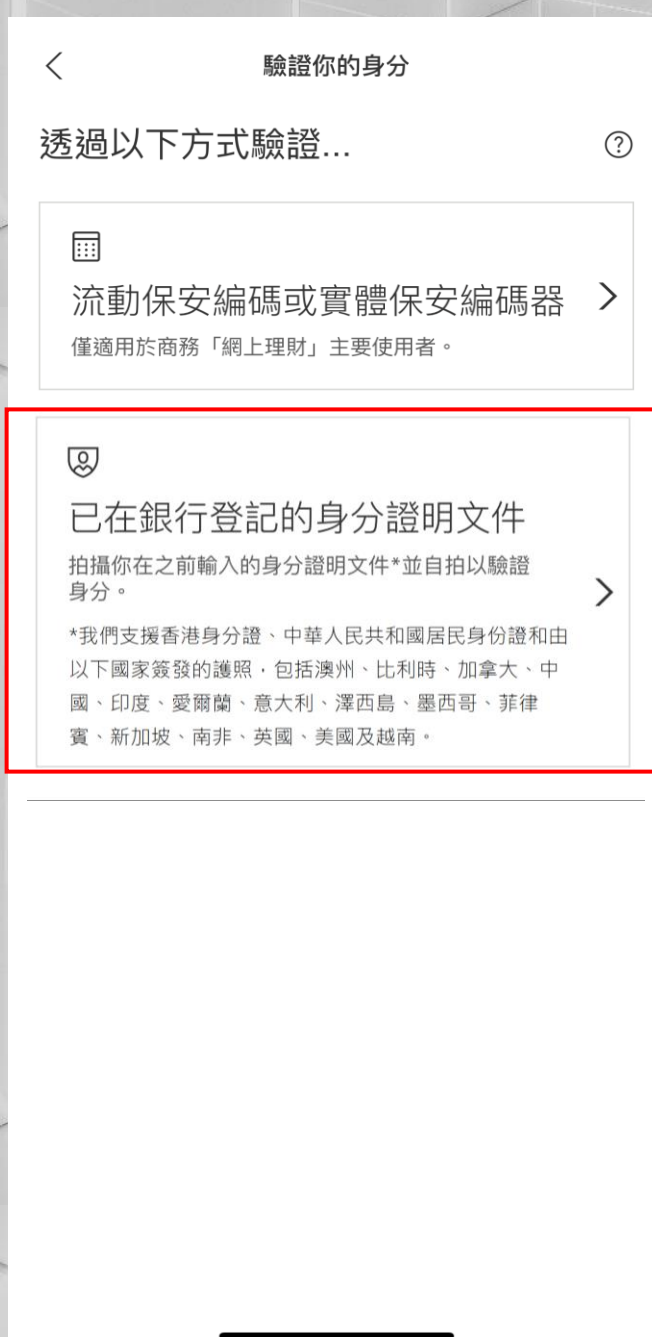 驗證你的身分
透過以下方式驗證...
流動保安編碼或實體保安編碼器
僅適用於商務「網上理財」主要使用者。
已在銀行登記的身分證明文件
拍攝你在之前輸入的身分證明文件*並自拍以驗證
身分。
*我們支援香港身分證、中華人民共和國居民身份證和由
以下國家簽發的護照，包括澳州、比利時、加拿大、中
國、印度、愛爾蘭、意大利、澤西島、墨西哥、菲律
賓、新加坡、南非、英國、美國及越南。